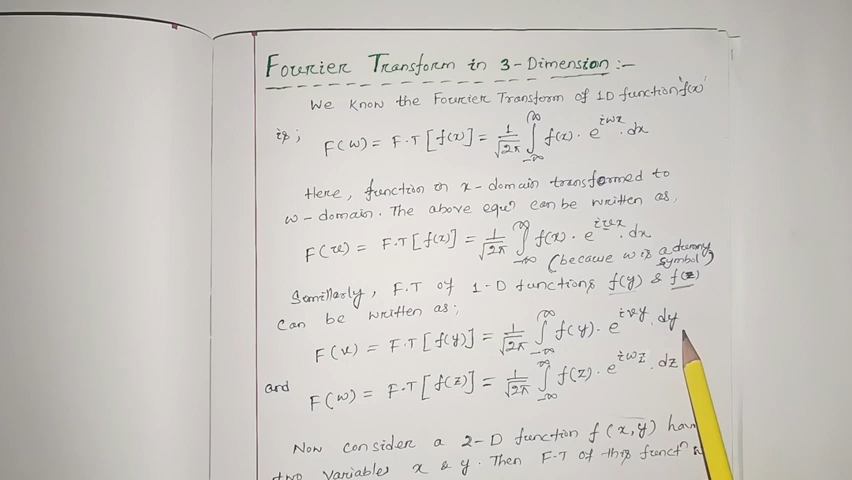 Fourier Transform in 3-Dimension :-
We know the Fourier Transform of 1D function 'f(x)'
is;
F(w) = F.T [f(x)] = 1/√2π ∫_{-∞}^{∞} f(x) · e^{iwx} · dx
Here, function in x-domain transformed to
w-domain. The above equⁿ can be written as,
F(u) = F.T [f(x)] = 1/√2π ∫_{-∞}^{∞} f(x) · e^{iux} · dx
(because w is a dummy symbol)
Similarly, F.T of 1-D functions f(y) & f(z)
can be written as;
F(v) = F.T [f(y)] = 1/√2π ∫_{-∞}^{∞} f(y) · e^{ivy} · dy
and F(w) = F.T [f(z)] = 1/√2π ∫_{-∞}^{∞} f(z) · e^{iwz} · dz
Now consider a 2-D function f(x,y) hav
two variables x & y. Then F.T of this functⁿ